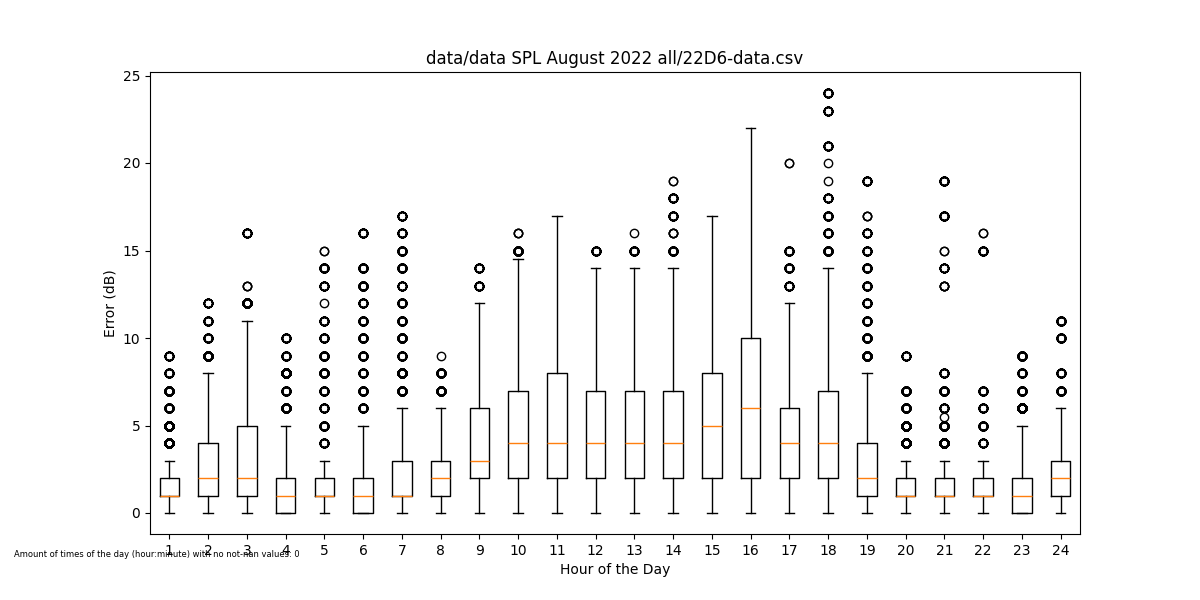 data/data SPL August 2022 all/22D6-data.csv
25
20
15
10
5
0
Error (dB)
1 2 3 4 5 6 7 8 9 10 11 12 13 14 15 16 17 18 19 20 21 22 23 24
Amount of times of the day (hour:minute) with no not-nan values: 0
Hour of the Day